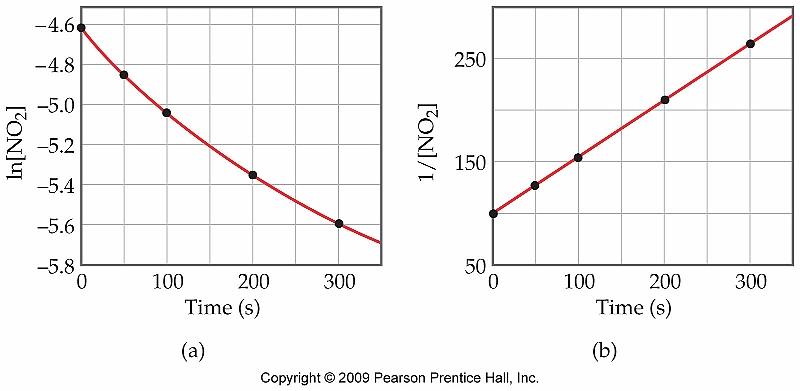 −4.6
−4.8
−5.0
−5.2
−5.4
−5.6
−5.8
ln[NO₂]
0
100
200
300
Time (s)
(a)
250
150
50
1/[NO₂]
0
100
200
300
Time (s)
(b)
Copyright © 2009 Pearson Prentice Hall, Inc.